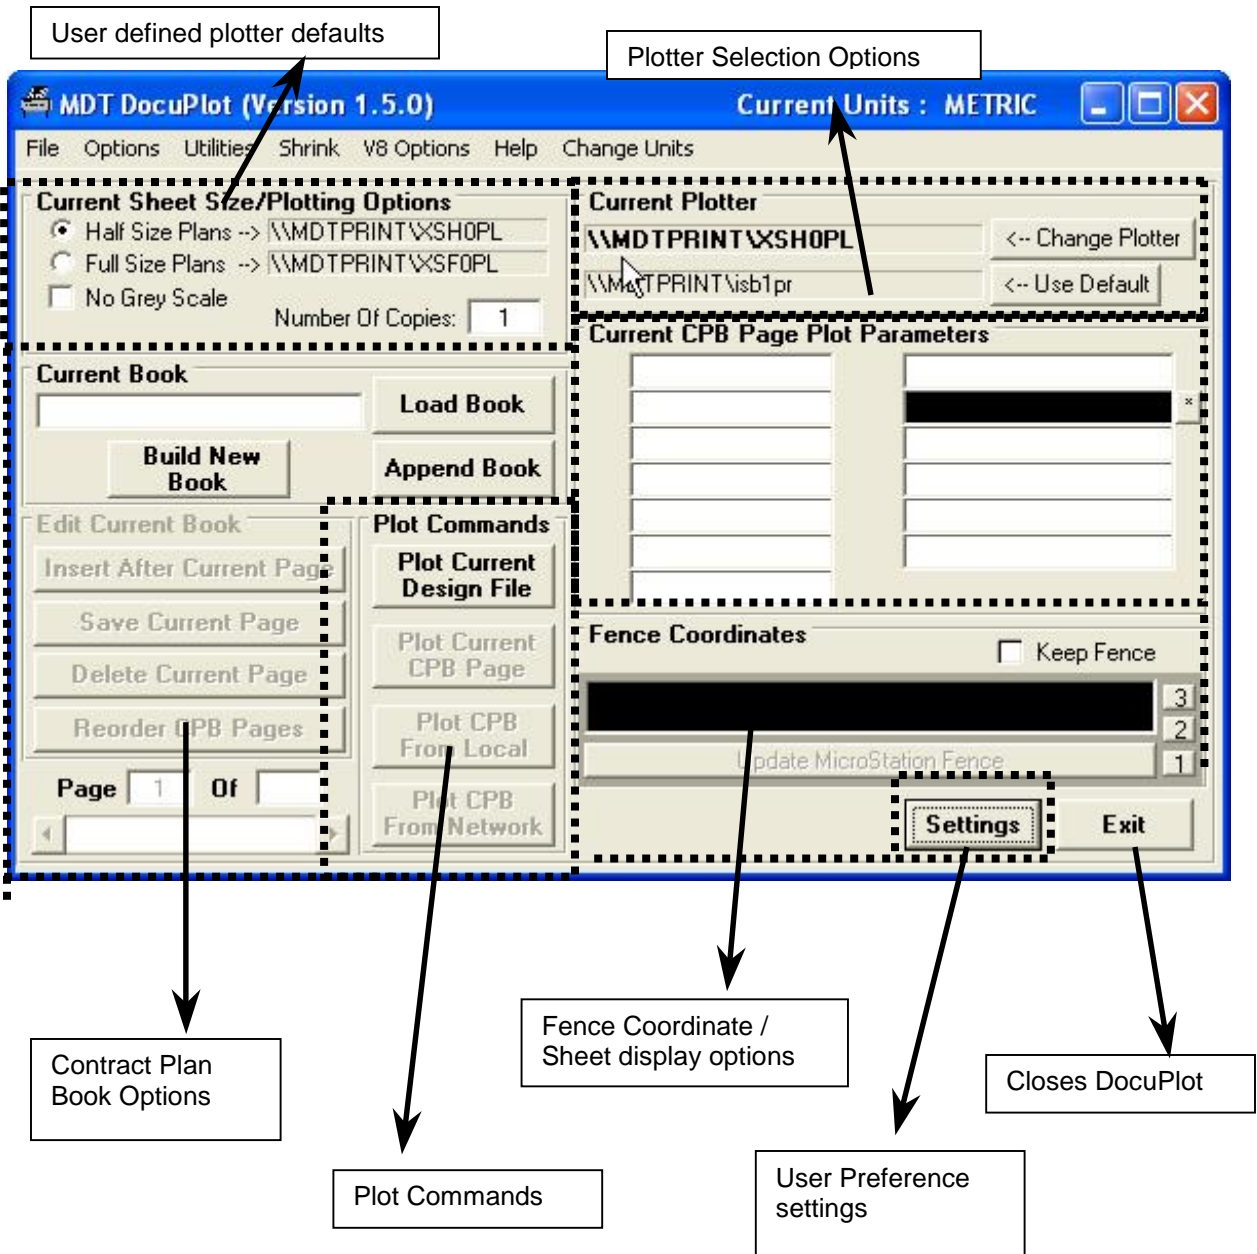 User defined plotter defaults
Plotter Selection Options
MDT DocuPlot (Version 1.5.0)
Current Units : METRIC
File Options Utilities Shrink V8 Options Help Change Units
Current Sheet Size/Plotting Options
Half Size Plans --> \\MDTPRINT\XSH0PL
Full Size Plans --> \\MDTPRINT\XSF0PL
No Grey Scale
Number Of Copies: 1
Current Plotter
\\MDTPRINT\XSH0PL
<-- Change Plotter
\\MDTPRINT\isb1pr
<-- Use Default
Current CPB Page Plot Parameters
*
Current Book
Load Book
Build New
Book
Append Book
Edit Current Book
Insert After Current Page
Save Current Page
Delete Current Page
Reorder CPB Pages
Page 1 Of
Plot Commands
Plot Current
Design File
Plot Current
CPB Page
Plot CPB
From Local
Plot CPB
From Network
Fence Coordinates
Keep Fence
3
2
Update MicroStation Fence
1
Settings
Exit
Contract Plan
Book Options
Plot Commands
Fence Coordinate /
Sheet display options
User Preference
settings
Closes DocuPlot